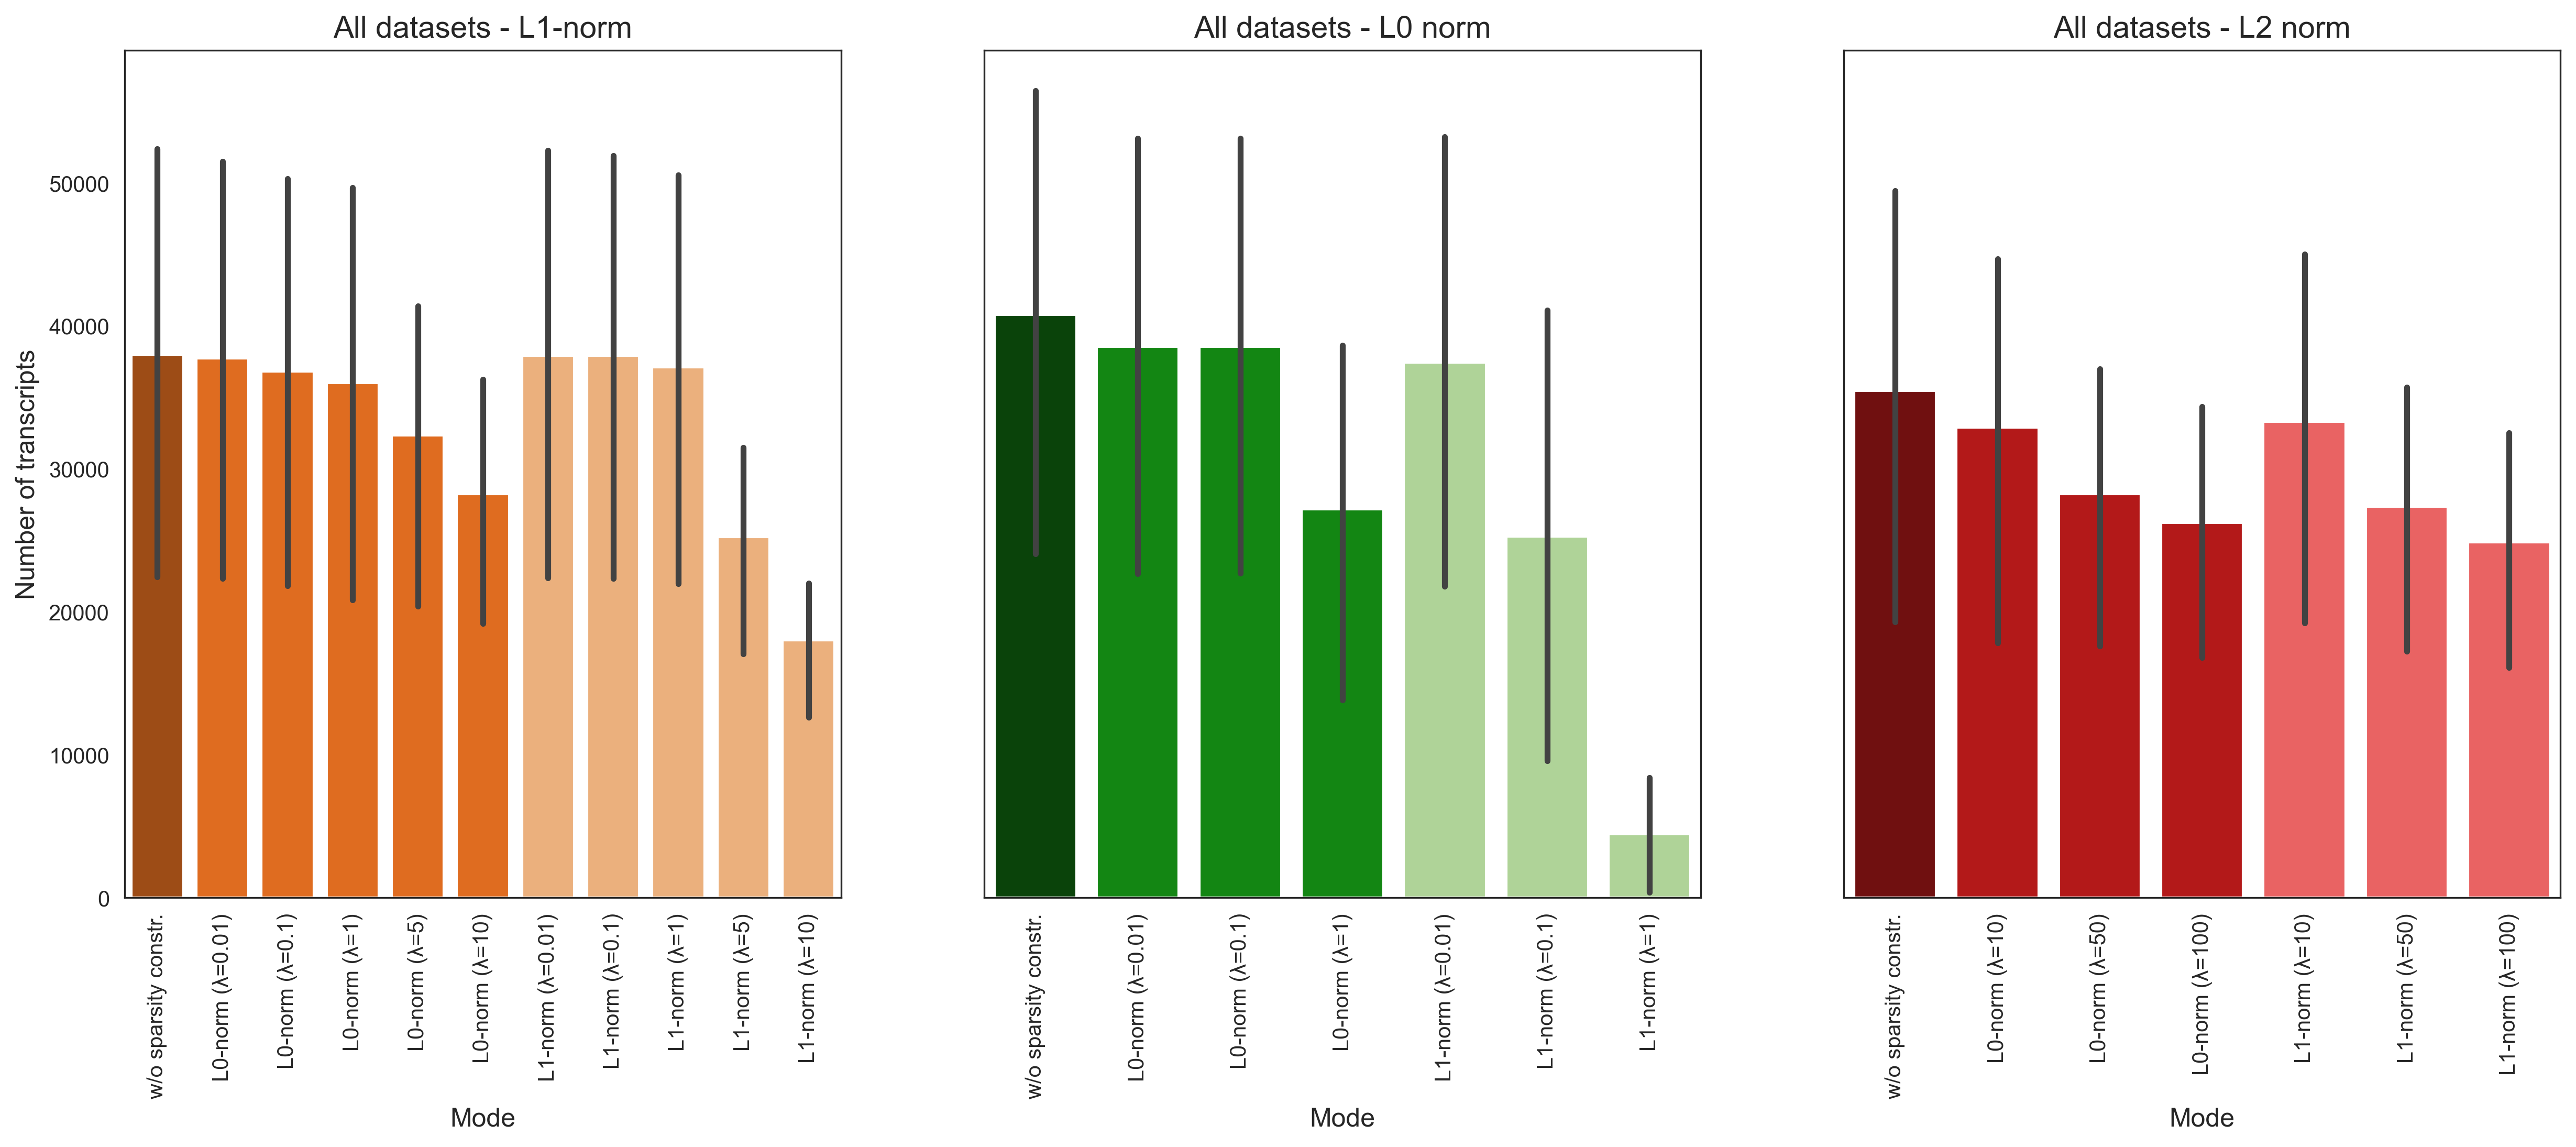 All datasets - L1-norm
All datasets - L0 norm
All datasets - L2 norm
Number of transcripts
50000
40000
30000
20000
10000
0
w/o sparsity constr.
L0-norm (λ=0.01)
L0-norm (λ=0.1)
L0-norm (λ=1)
L0-norm (λ=5)
L0-norm (λ=10)
L1-norm (λ=0.01)
L1-norm (λ=0.1)
L1-norm (λ=1)
L1-norm (λ=5)
L1-norm (λ=10)
Mode
w/o sparsity constr.
L0-norm (λ=0.01)
L0-norm (λ=0.1)
L0-norm (λ=1)
L1-norm (λ=0.01)
L1-norm (λ=0.1)
L1-norm (λ=1)
Mode
w/o sparsity constr.
L0-norm (λ=10)
L0-norm (λ=50)
L0-norm (λ=100)
L1-norm (λ=10)
L1-norm (λ=50)
L1-norm (λ=100)
Mode